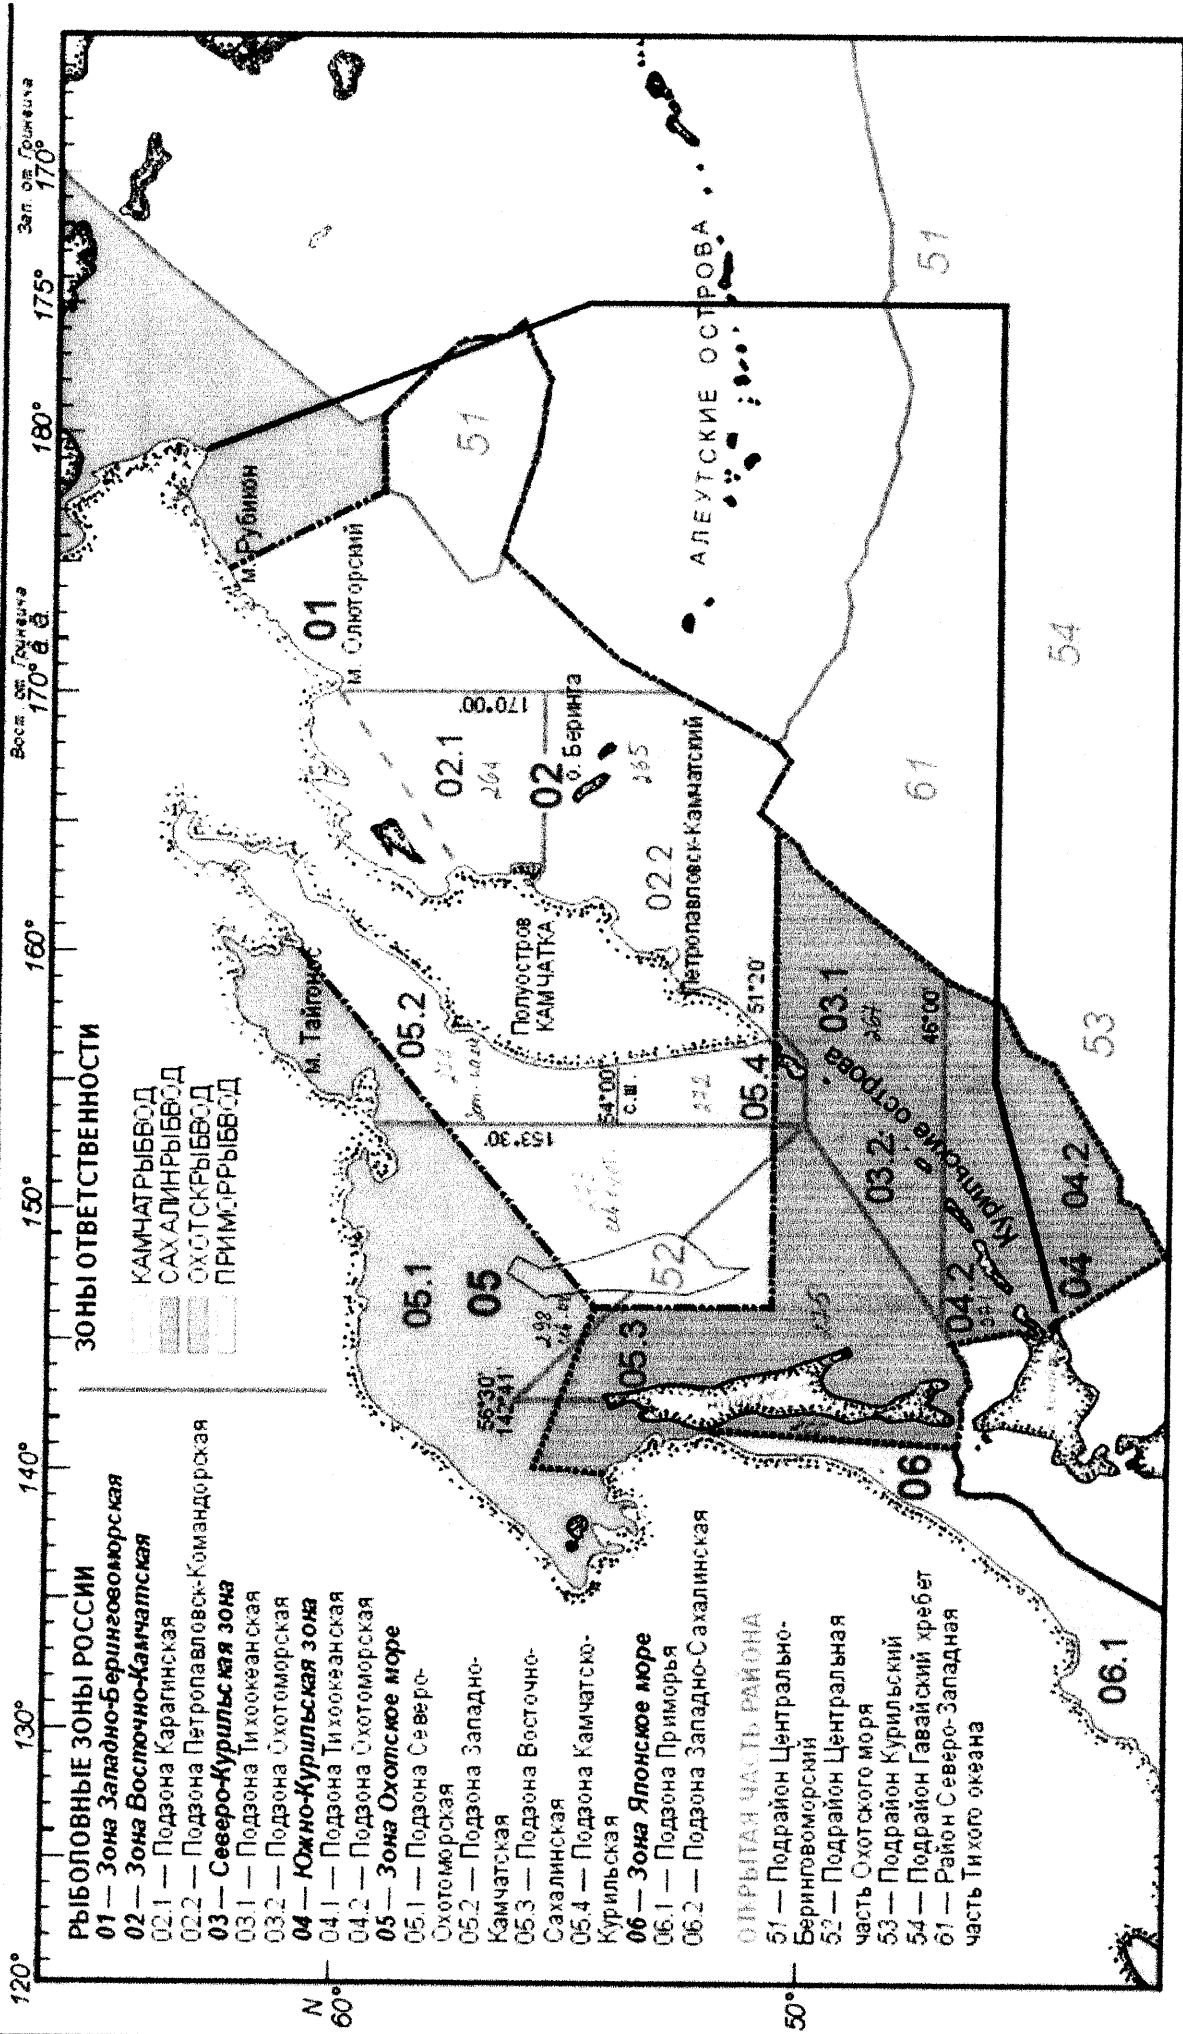 120°
130°
140°
150°
160°
Вост. от Гринвича
170° в. д.
180°
175°
Зап. от Гринвича
170°
N
60°
50°
РЫБОЛОВНЫЕ ЗОНЫ РОССИИ
01 — Зона Западно-Беринговоморская
02 — Зона Восточно-Камчатская
02.1 — Подзона Карагинская
02.2 — Подзона Петропавловск-Командорская
03 — Северо-Курильская зона
03.1 — Подзона Тихоокеанская
03.2 — Подзона Охотоморская
04 — Южно-Курильская зона
04.1 — Подзона Тихоокеанская
04.2 — Подзона Охотоморская
05 — Зона Охотское море
05.1 — Подзона Северо-
Охотоморская
05.2 — Подзона Западно-
Камчатская
05.3 — Подзона Восточно-
Сахалинская
05.4 — Подзона Камчатско-
Курильская
06 — Зона Японское море
06.1 — Подзона Приморья
06.2 — Подзона Западно-Сахалинская
ОТКРЫТАЯ ЧАСТЬ РАЙОНА
51 — Подрайон Центрально-
Беринговоморский
52 — Подрайон Центральная
часть Охотского моря
53 — Подрайон Курильский
54 — Подрайон Гавайский хребет
61 — Район Северо-Западная
часть Тихого океана
ЗОНЫ ОТВЕТСТВЕННОСТИ
КАМЧАТРЫБВОД
САХАЛИНРЫБВОД
ОХОТСКРЫБВОД
ПРИМОРРЫБВОД
м. Рубикон
01
м. Олюторский
51
170°00'
02.1
264
02
о. Беринга
265
02.2
Петропавловск-Камчатский
Полуостров
КАМЧАТКА
м. Тайгонос
05.2
05.1
05
153°30'
54°00'
с.ш.
272
05.4
51°20'
56°30'
142°41'
05.3
52
03.1
03.2
46°00'
Курильские острова
04.2
04
04.2
06
06.1
АЛЕУТСКИЕ ОСТРОВА
51
54
61
53